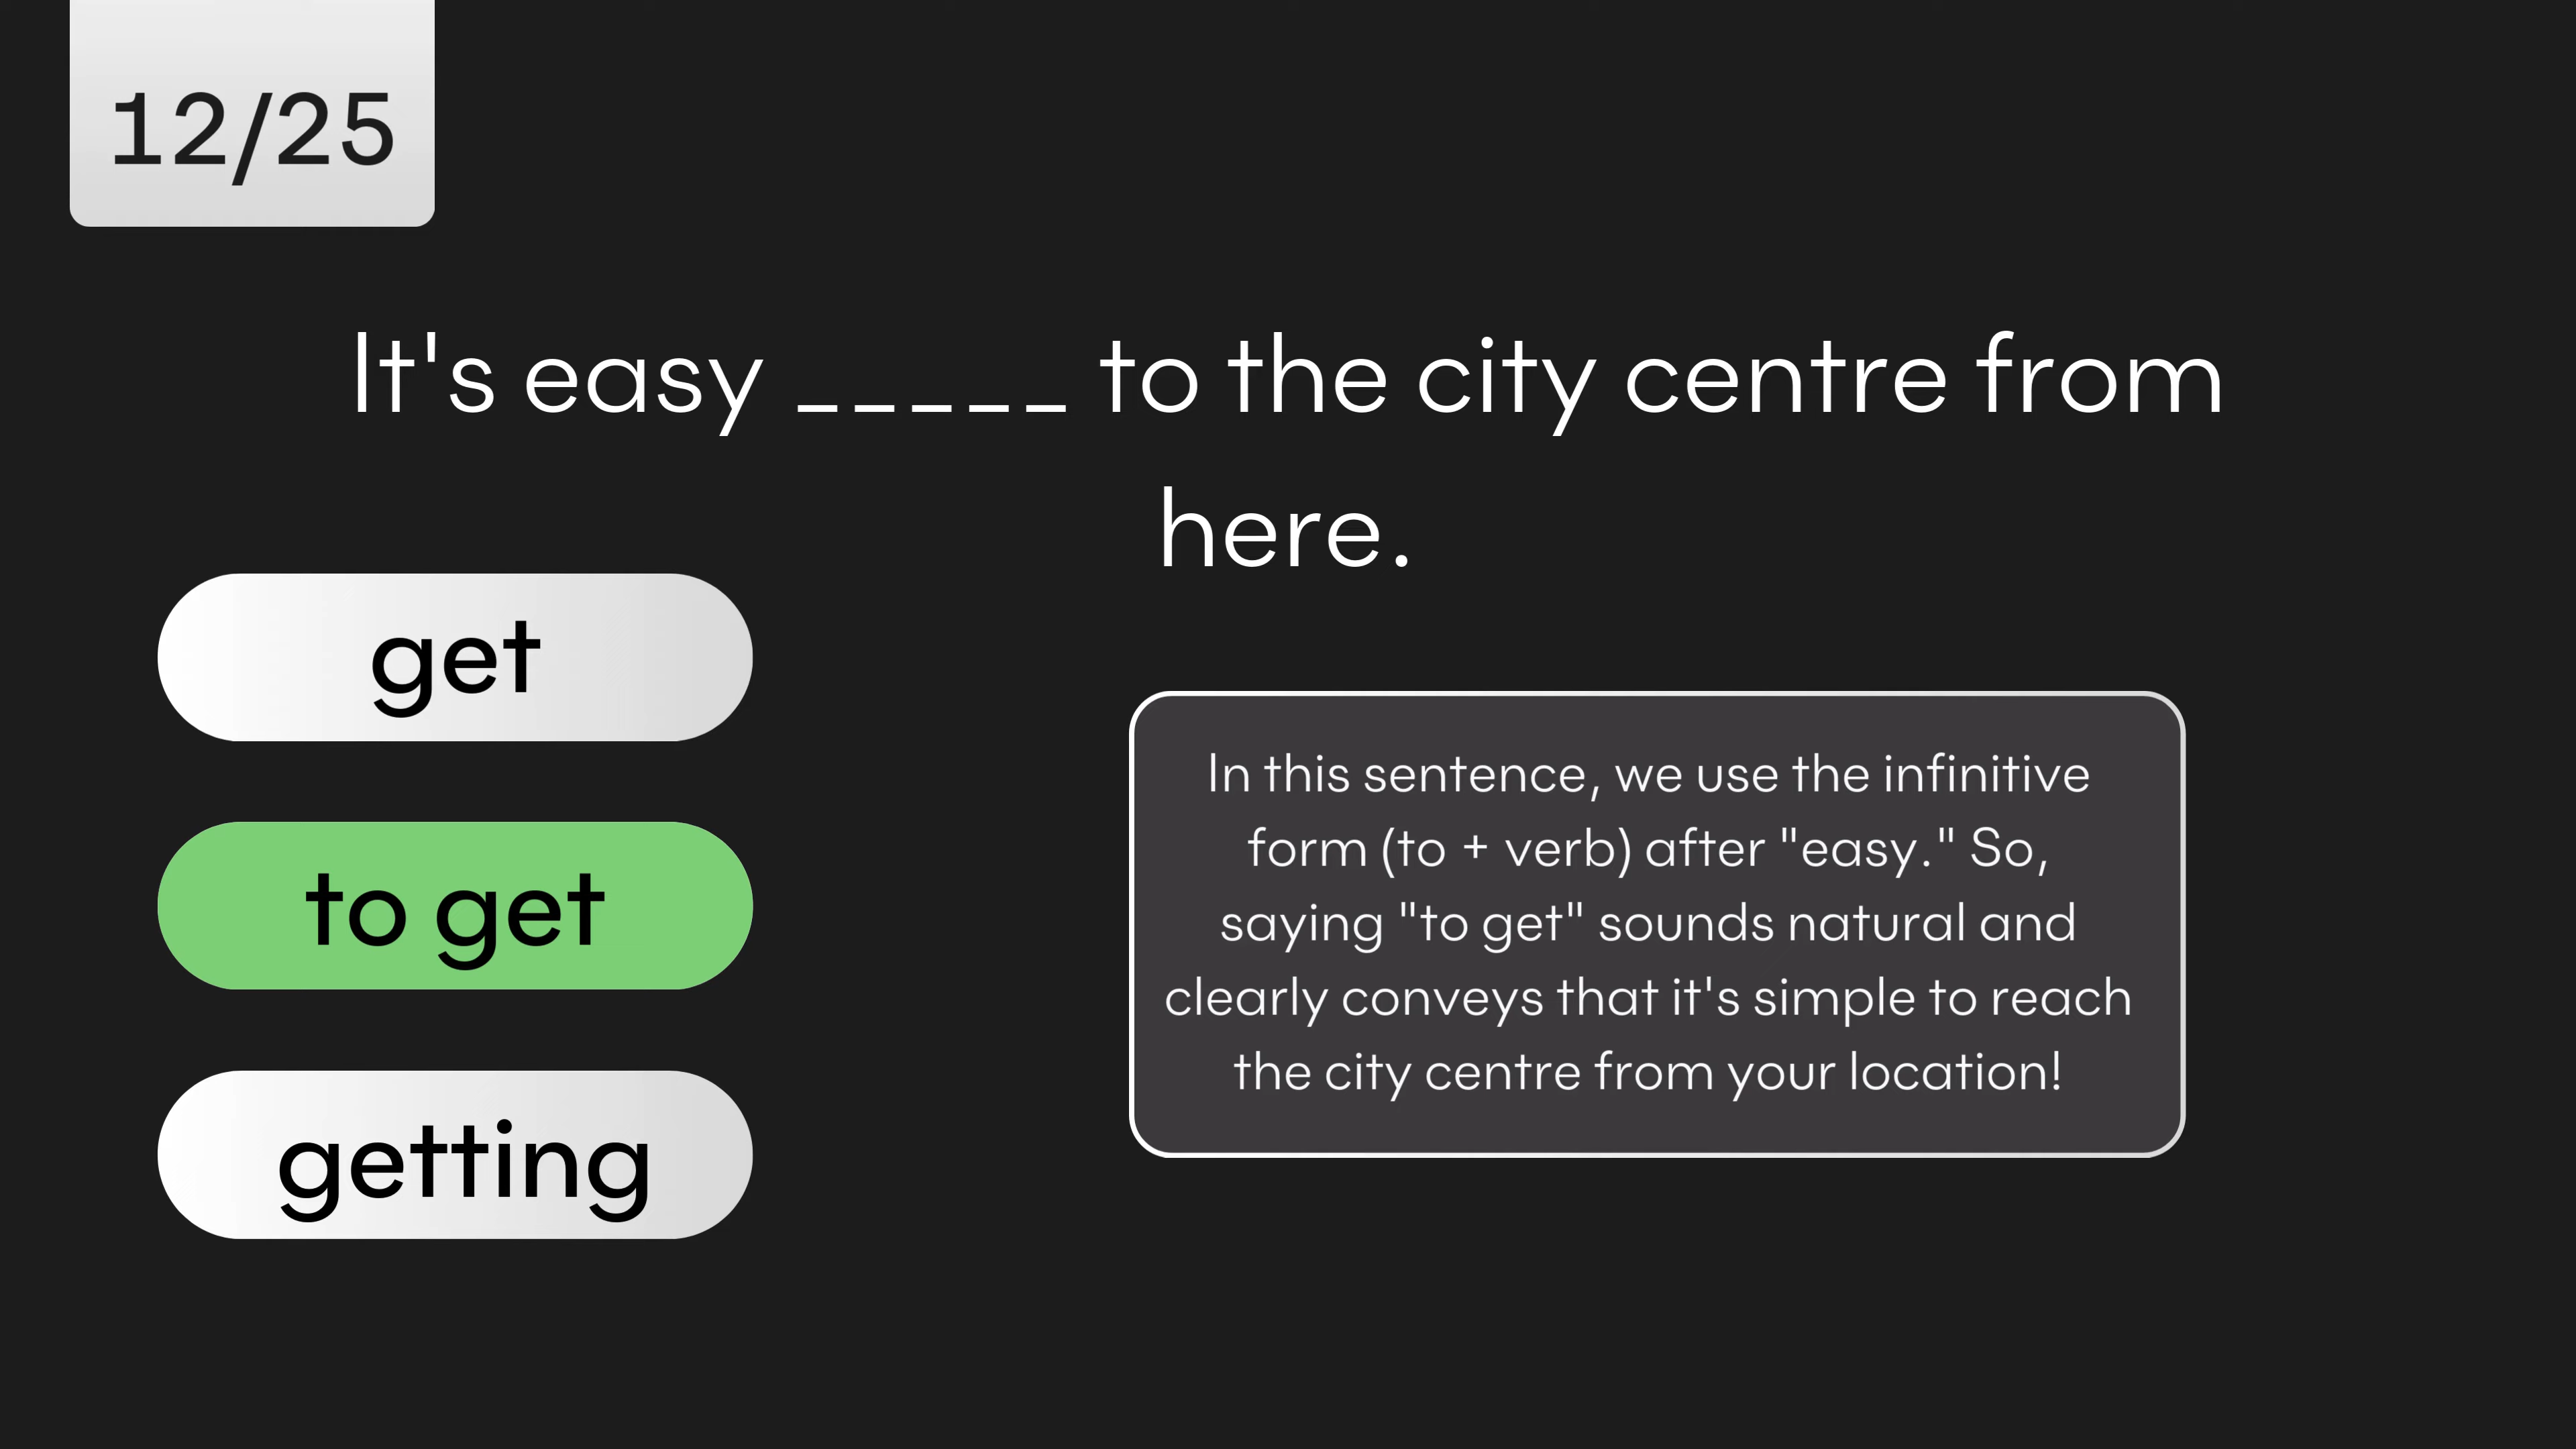 12/25
It's easy _____ to the city centre from
here.
get
to get
getting
In this sentence, we use the infinitive
form (to + verb) after "easy." So,
saying "to get" sounds natural and
clearly conveys that it's simple to reach
the city centre from your location!